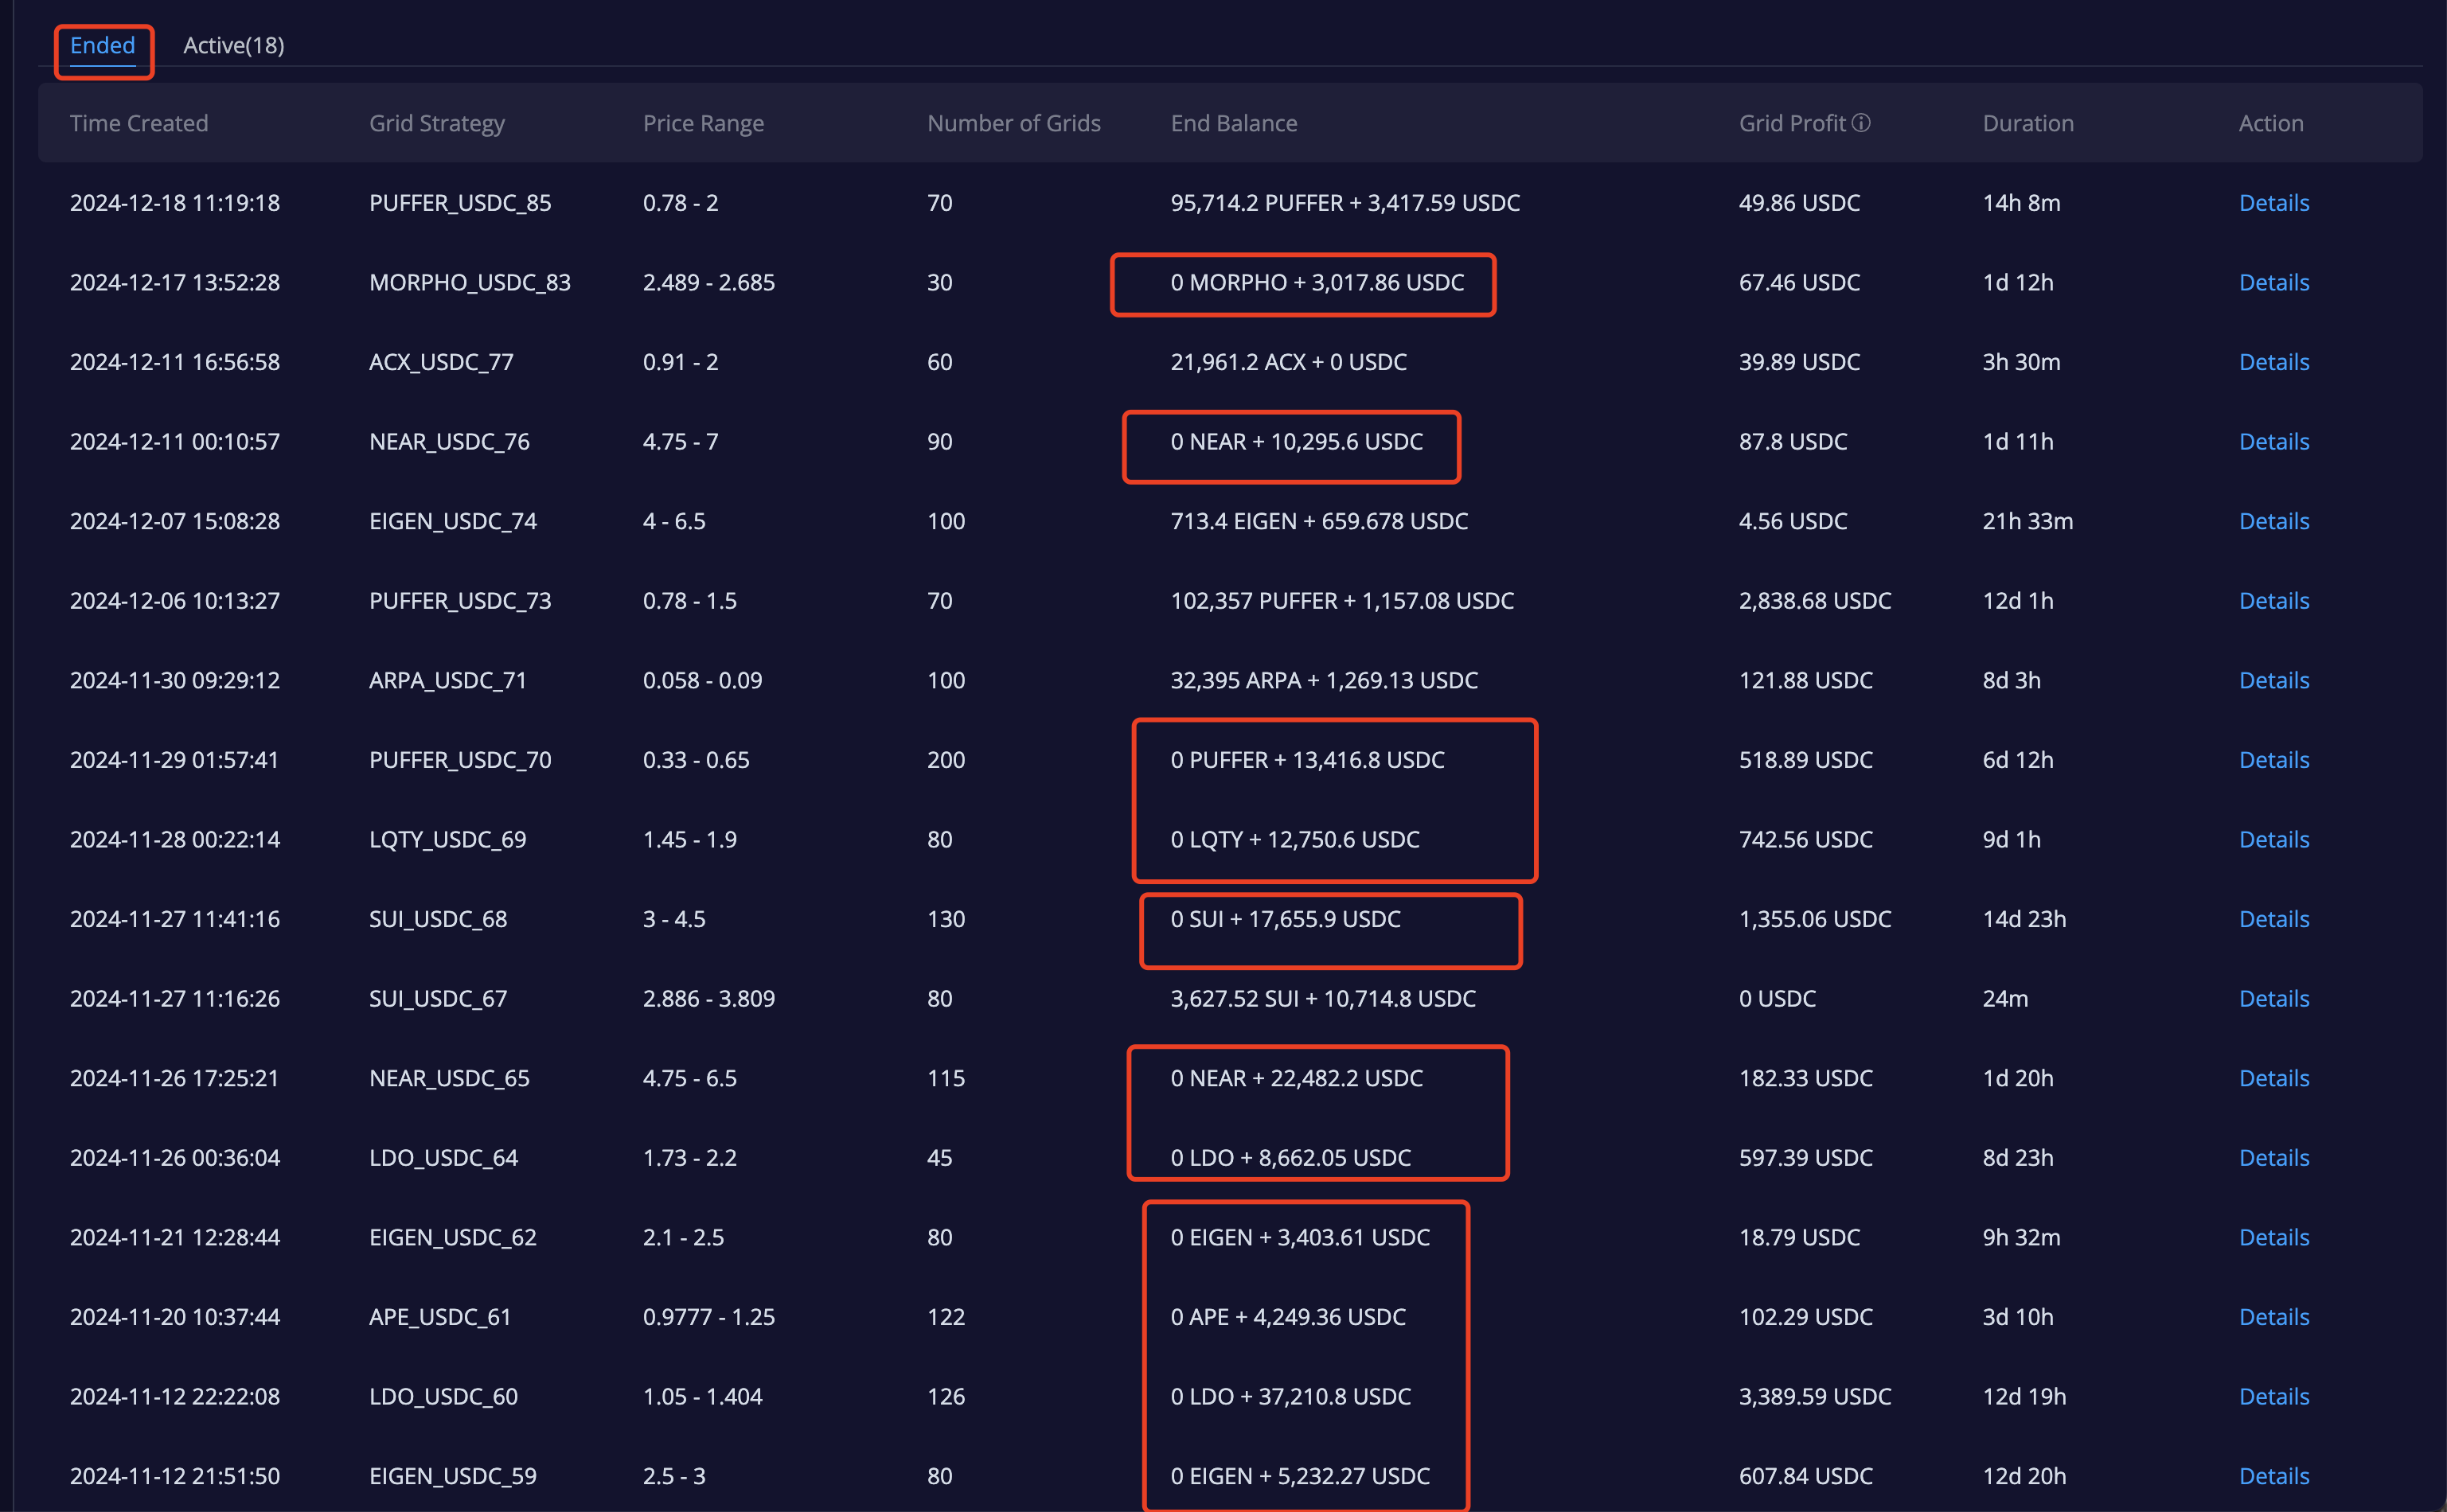 Ended Active(18)
Time Created Grid Strategy Price Range Number of Grids End Balance Grid Profit Duration Action
2024-12-18 11:19:18 PUFFER_USDC_85 0.78 - 2 70 95,714.2 PUFFER + 3,417.59 USDC 49.86 USDC 14h 8m Details
2024-12-17 13:52:28 MORPHO_USDC_83 2.489 - 2.685 30 0 MORPHO + 3,017.86 USDC 67.46 USDC 1d 12h Details
2024-12-11 16:56:58 ACX_USDC_77 0.91 - 2 60 21,961.2 ACX + 0 USDC 39.89 USDC 3h 30m Details
2024-12-11 00:10:57 NEAR_USDC_76 4.75 - 7 90 0 NEAR + 10,295.6 USDC 87.8 USDC 1d 11h Details
2024-12-07 15:08:28 EIGEN_USDC_74 4 - 6.5 100 713.4 EIGEN + 659.678 USDC 4.56 USDC 21h 33m Details
2024-12-06 10:13:27 PUFFER_USDC_73 0.78 - 1.5 70 102,357 PUFFER + 1,157.08 USDC 2,838.68 USDC 12d 1h Details
2024-11-30 09:29:12 ARPA_USDC_71 0.058 - 0.09 100 32,395 ARPA + 1,269.13 USDC 121.88 USDC 8d 3h Details
2024-11-29 01:57:41 PUFFER_USDC_70 0.33 - 0.65 200 0 PUFFER + 13,416.8 USDC 518.89 USDC 6d 12h Details
2024-11-28 00:22:14 LQTY_USDC_69 1.45 - 1.9 80 0 LQTY + 12,750.6 USDC 742.56 USDC 9d 1h Details
2024-11-27 11:41:16 SUI_USDC_68 3 - 4.5 130 0 SUI + 17,655.9 USDC 1,355.06 USDC 14d 23h Details
2024-11-27 11:16:26 SUI_USDC_67 2.886 - 3.809 80 3,627.52 SUI + 10,714.8 USDC 0 USDC 24m Details
2024-11-26 17:25:21 NEAR_USDC_65 4.75 - 6.5 115 0 NEAR + 22,482.2 USDC 182.33 USDC 1d 20h Details
2024-11-26 00:36:04 LDO_USDC_64 1.73 - 2.2 45 0 LDO + 8,662.05 USDC 597.39 USDC 8d 23h Details
2024-11-21 12:28:44 EIGEN_USDC_62 2.1 - 2.5 80 0 EIGEN + 3,403.61 USDC 18.79 USDC 9h 32m Details
2024-11-20 10:37:44 APE_USDC_61 0.9777 - 1.25 122 0 APE + 4,249.36 USDC 102.29 USDC 3d 10h Details
2024-11-12 22:22:08 LDO_USDC_60 1.05 - 1.404 126 0 LDO + 37,210.8 USDC 3,389.59 USDC 12d 19h Details
2024-11-12 21:51:50 EIGEN_USDC_59 2.5 - 3 80 0 EIGEN + 5,232.27 USDC 607.84 USDC 12d 20h Details